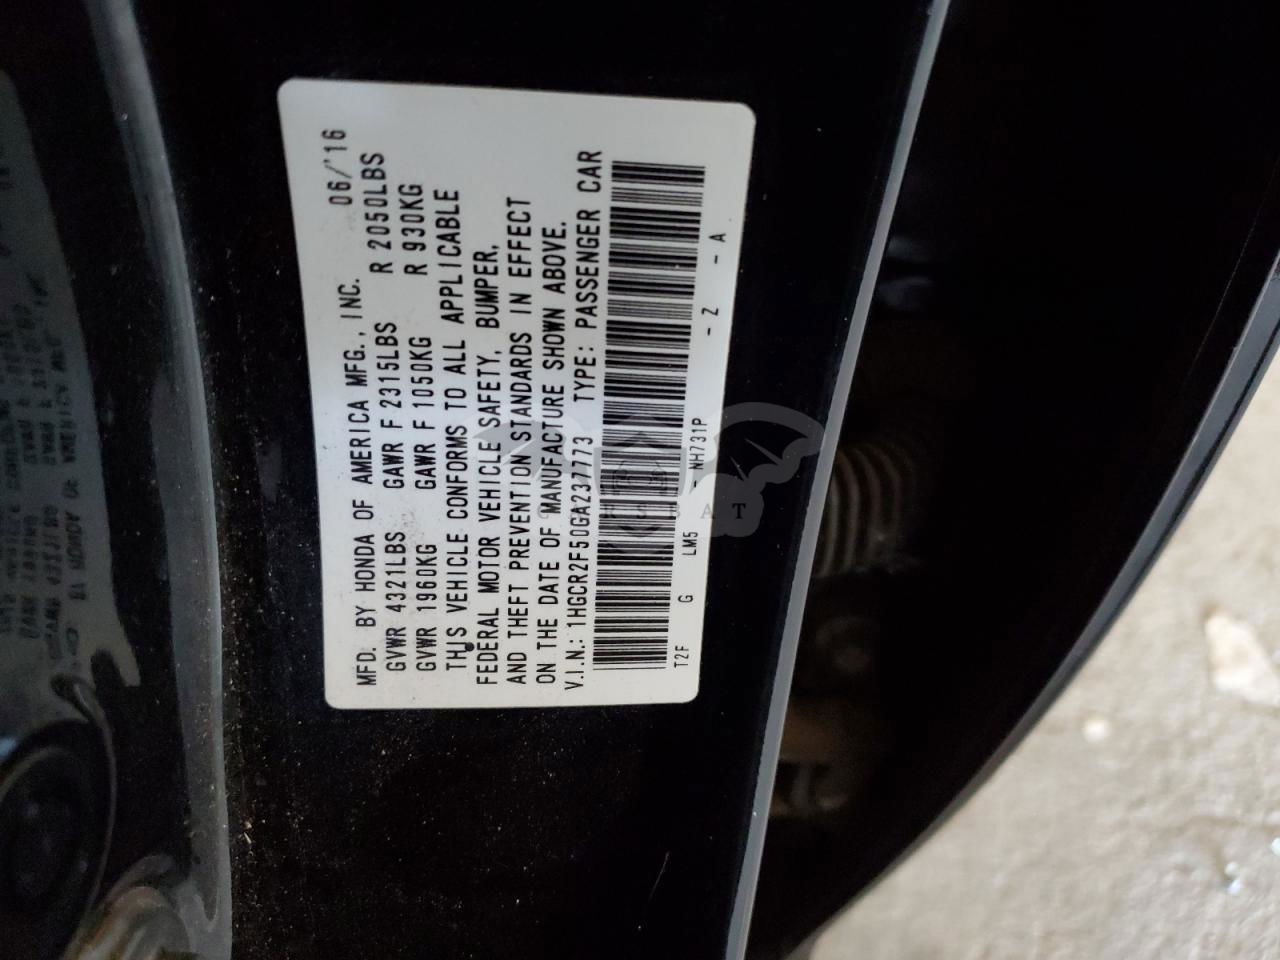 MFD. BY HONDA OF AMERICA MFG., INC. 06/'16
GVWR 4321LBS GAWR F 2315LBS R 2050LBS
GVWR 1960KG GAWR F 1050KG R 930KG
THIS VEHICLE CONFORMS TO ALL APPLICABLE
FEDERAL MOTOR VEHICLE SAFETY, BUMPER,
AND THEFT PREVENTION STANDARDS IN EFFECT
ON THE DATE OF MANUFACTURE SHOWN ABOVE.
V.I.N.: 1HGCR2F50GA237773 TYPE: PASSENGER CAR
T2F G LM5 - NH731P - Z - A
CARSBAT